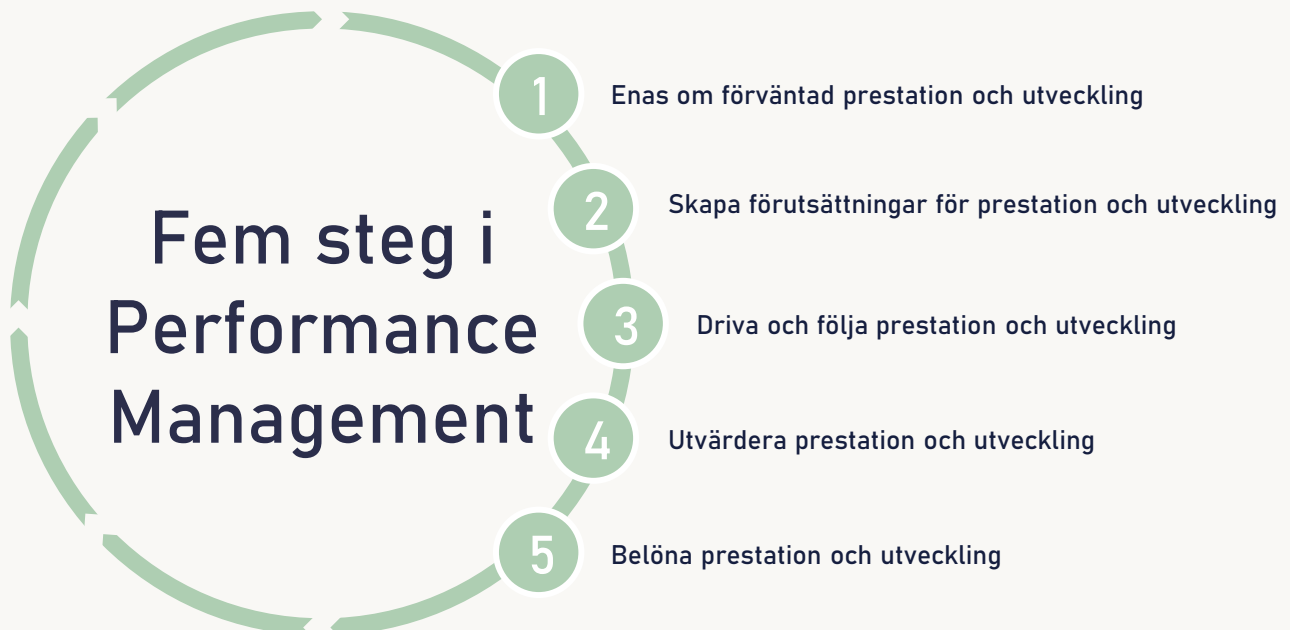 Fem steg i
Performance
Management
1
Enas om förväntad prestation och utveckling
2
Skapa förutsättningar för prestation och utveckling
3
Driva och följa prestation och utveckling
4
Utvärdera prestation och utveckling
5
Belöna prestation och utveckling